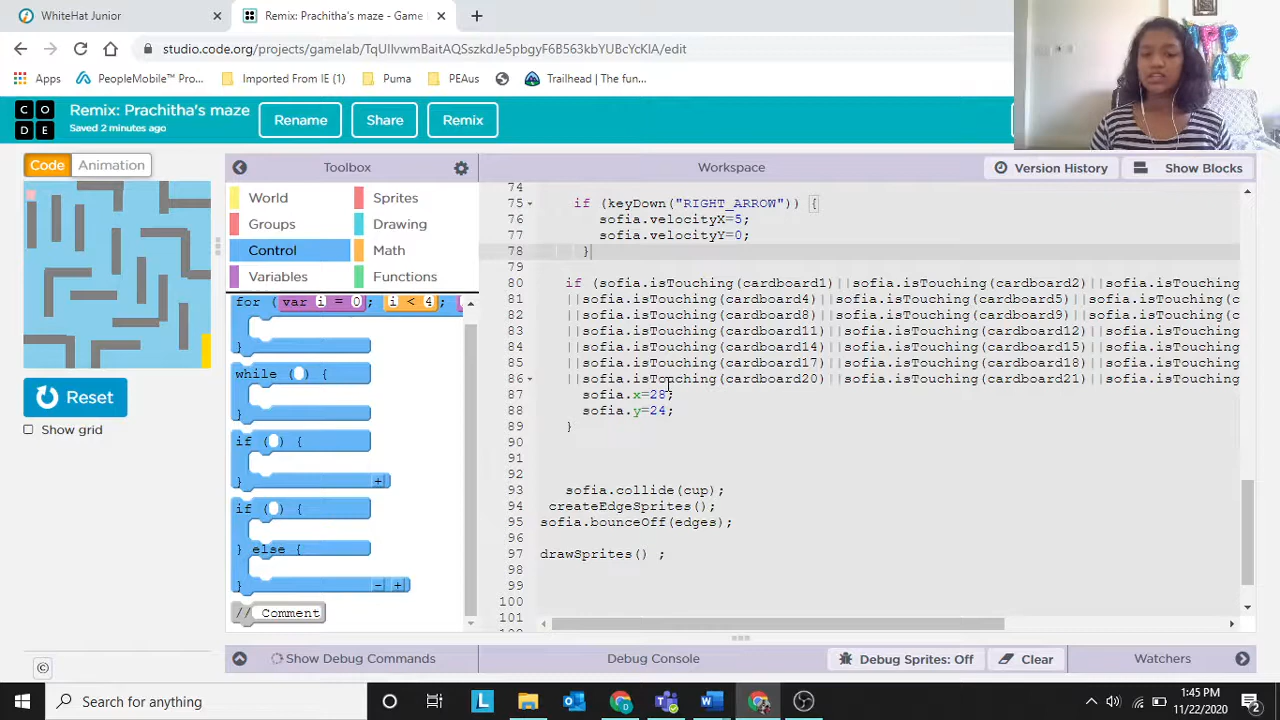 WhiteHat Junior
Remix: Prachitha's maze - Game
studio.code.org/projects/gamelab/TqUIlvwmBaitAQSszkdJe5pbgyF6B563kbYUBcYcKIA/edit
Apps
PeopleMobile™ Pro...
Imported From IE (1)
Puma
PEAus
Trailhead | The fun...
C O
D E
Remix: Prachitha's maze
Saved 2 minutes ago
Rename
Share
Remix
Code
Animation
Toolbox
Workspace
Version History
Show Blocks
World
Sprites
Groups
Drawing
Control
Math
Variables
Functions
for ( var i = 0 ; i < 4 ;
}
while ( ) {
}
if ( ) {
}
if ( ) {
} else {
}
// Comment
Reset
Show grid
74
75 if (keyDown("RIGHT_ARROW")) {
76 sofia.velocityX=5;
77 sofia.velocityY=0;
78 }
79
80 if (sofia.isTouching(cardboard1)||sofia.isTouching(cardboard2)||sofia.isTouching
81 ||sofia.isTouching(cardboard4)||sofia.isTouching(cardboard5)||sofia.isTouching(c
82 ||sofia.isTouching(cardboard8)||sofia.isTouching(cardboard9)||sofia.isTouching(c
83 ||sofia.isTouching(cardboard11)||sofia.isTouching(cardboard12)||sofia.isTouching
84 ||sofia.isTouching(cardboard14)||sofia.isTouching(cardboard15)||sofia.isTouching
85 ||sofia.isTouching(cardboard17)||sofia.isTouching(cardboard18)||sofia.isTouching
86 ||sofia.isTouching(cardboard20)||sofia.isTouching(cardboard21)||sofia.isTouching
87 sofia.x=28;
88 sofia.y=24;
89 }
90
91
92
93 sofia.collide(cup);
94 createEdgeSprites();
95 sofia.bounceOff(edges);
96
97 drawSprites() ;
98
99
100
101
Show Debug Commands
Debug Console
Debug Sprites: Off
Clear
Watchers
©
Search for anything
1:45 PM
11/22/2020
2